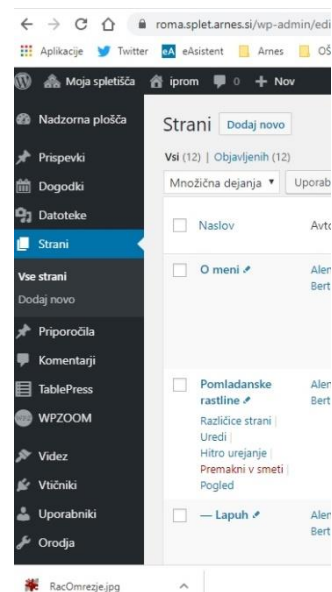 roma.splet.arnes.si/wp-admin/edi
Aplikacije Twitter eAsistent Arnes OŠ
Moja spletišča iprom 0 Nov
Nadzorna plošča
Prispevki
Dogodki
Datoteke
Strani
Vse strani
Dodaj novo
Priporočila
Komentarji
TablePress
WPZOOM
Videz
Vtičniki
Uporabniki
Orodja
Strani Dodaj novo
Vsi (12) | Objavljenih (12)
Množična dejanja Uporab
Naslov Avto
O meni Alen
Bert
Pomladanske Alen
rastline Bert
Različice strani |
Uredi |
Hitro urejanje |
Premakni v smeti |
Pogled
— Lapuh Alen
Bert
RacOmrezje.jpg